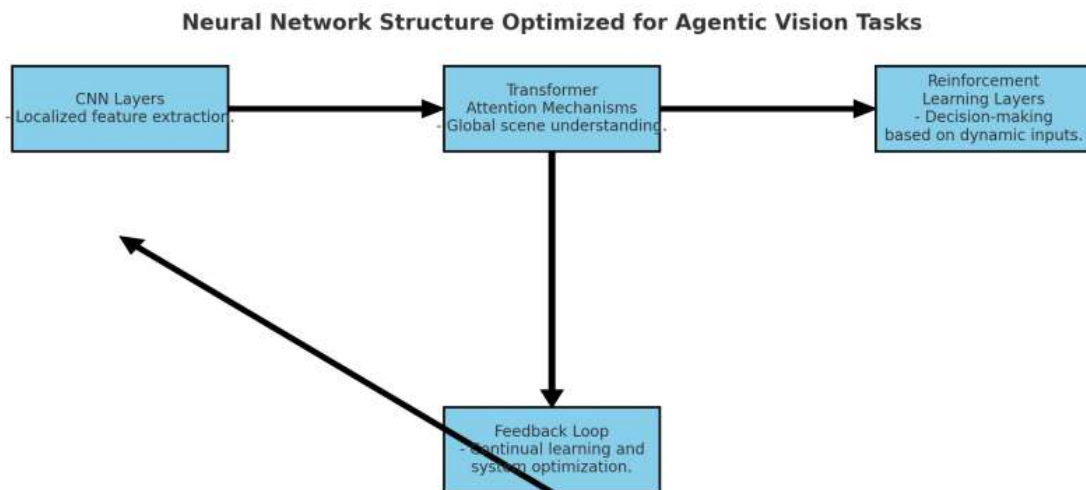 Neural Network Structure Optimized for Agentic Vision Tasks
CNN Layers
- Localized feature extraction.
Transformer
Attention Mechanisms
- Global scene understanding.
Reinforcement
Learning Layers
- Decision-making
based on dynamic inputs.
Feedback Loop
- Continual learning and
system optimization.